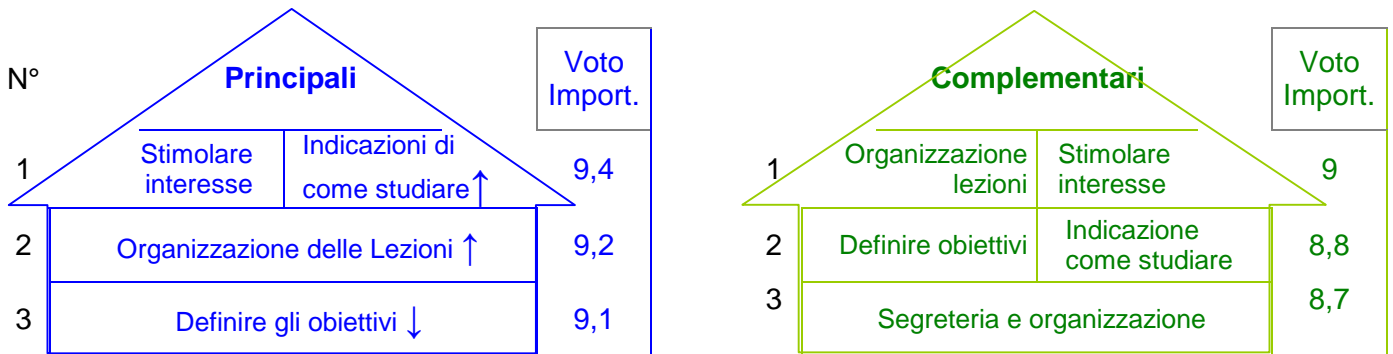 N°
Principali
Voto
Import.
1
Stimolare
interesse
Indicazioni di
come studiare↑
9,4
2
Organizzazione delle Lezioni ↑
9,2
3
Definire gli obiettivi ↓
9,1
Complementari
Voto
Import.
1
Organizzazione
lezioni
Stimolare
interesse
9
2
Definire obiettivi
Indicazione
come studiare
8,8
3
Segreteria e organizzazione
8,7